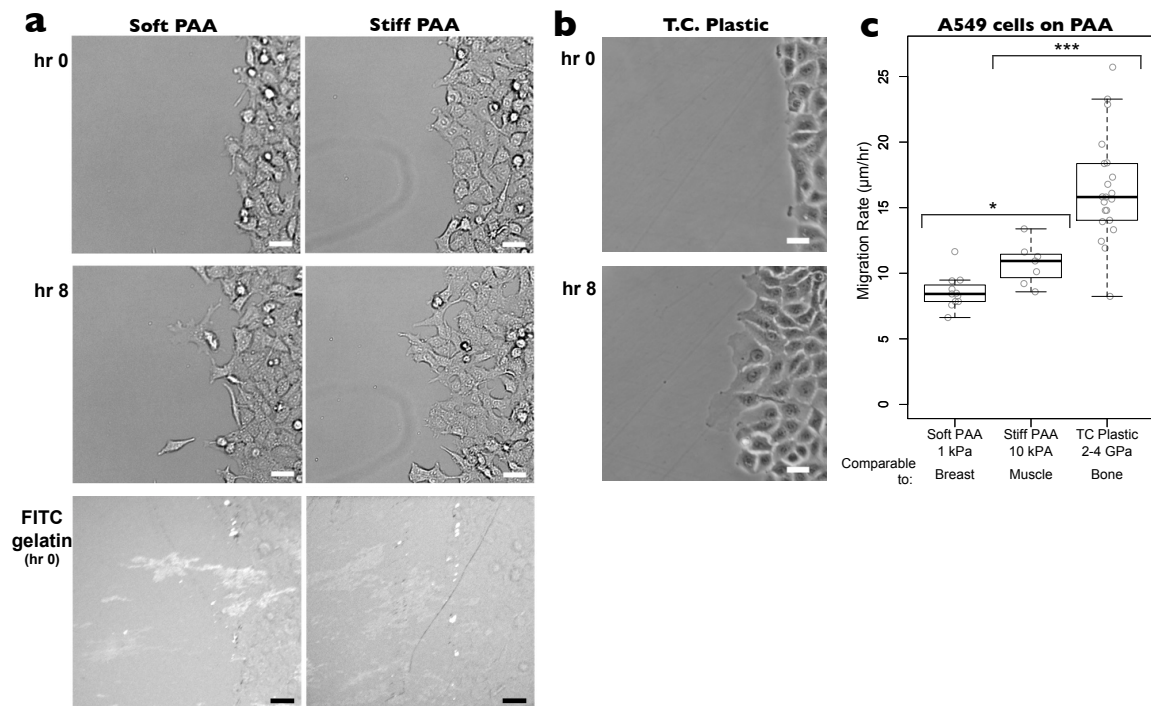 a
Soft PAA
Stiff PAA
hr 0
hr 8
FITC
gelatin
(hr 0)
b
T.C. Plastic
hr 0
hr 8
c
A549 cells on PAA
***
*
Migration Rate (μm/hr)
25
20
15
10
5
0
Soft PAA Stiff PAA TC Plastic
1 kPa 10 kPA 2-4 GPa
Comparable
to: Breast Muscle Bone